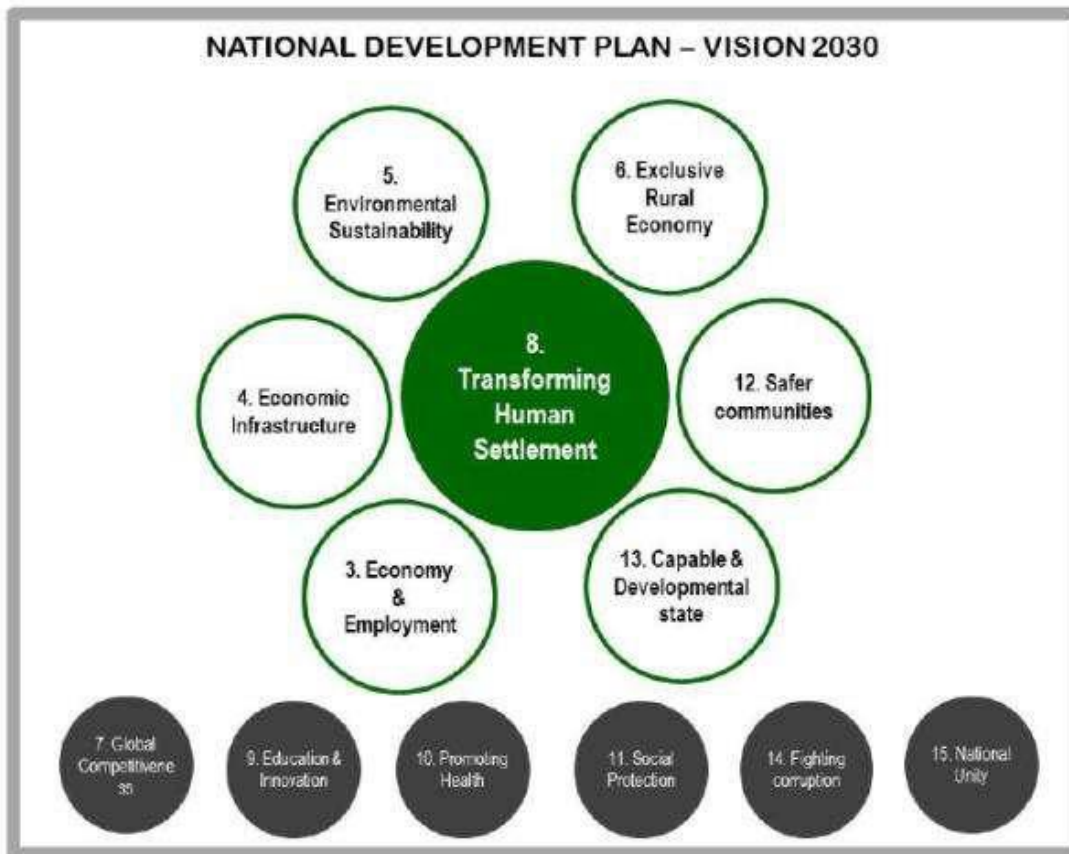 NATIONAL DEVELOPMENT PLAN – VISION 2030
5.
Environmental
Sustainability
6. Exclusive
Rural
Economy
4. Economic
Infrastructure
8.
Transforming
Human
Settlement
12. Safer
communities
3. Economy
&
Employment
13. Capable &
Developmental
state
7. Global
Competitivene
ss
9. Education &
Innovation
10. Promoting
Health
11. Social
Protection
14. Fighting
corruption
15. National
Unity